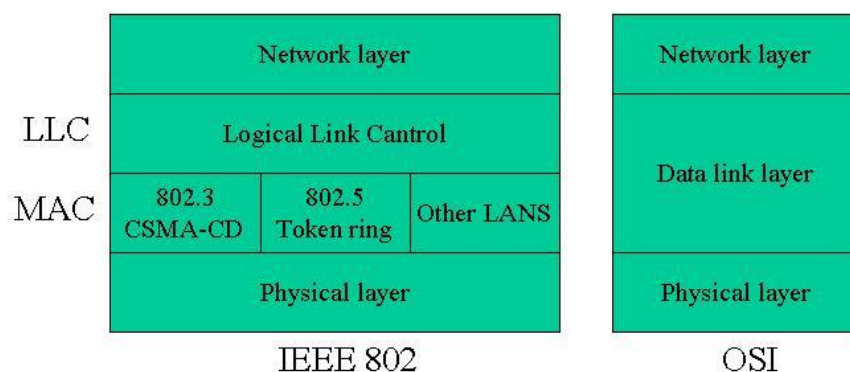 Network layer
Network layer
LLC
Logical Link Cantrol
Data link layer
MAC
802.3
CSMA-CD
802.5
Token ring
Other LANS
Physical layer
Physical layer
IEEE 802
OSI